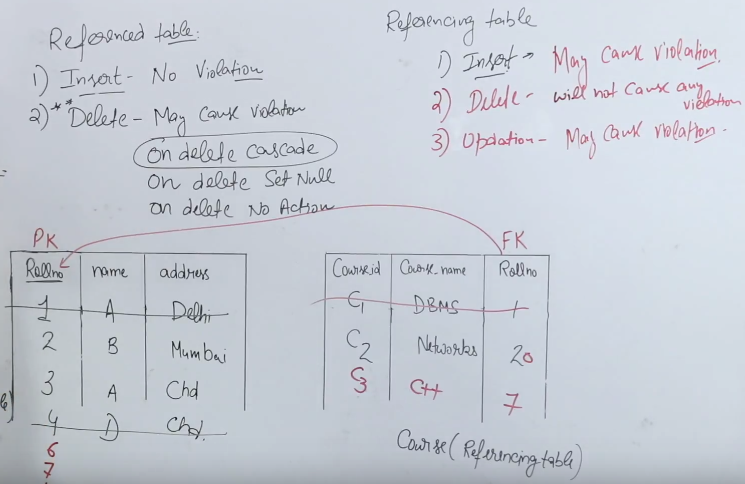 Referenced table:
1) Insert - No Violation
2)** Delete - May Cause Violation
On delete Cascade
On delete Set Null
On delete No Action
Referencing table
1) Insert - May Cause Violation.
2) Delete - will not Cause any violation
3) Updation - May Cause Violation.
PK
Rollno name address
1 A Delhi
2 B Mumbai
3 A Chd
4 D Chd.
6
7
FK
Course_id Course_name Rollno
C1 DBMS 1
C2 Networks 20
C3 C++ 7
Course (Referencing table)